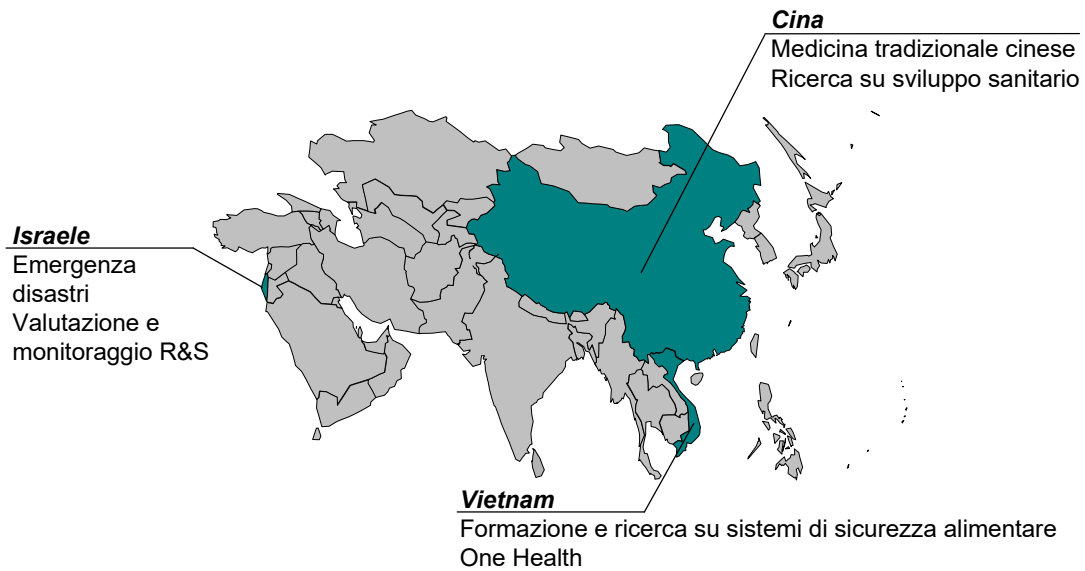 Cina
Medicina tradizionale cinese
Ricerca su sviluppo sanitario
Israele
Emergenza
disastri
Valutazione e
monitoraggio R&S
Vietnam
Formazione e ricerca su sistemi di sicurezza alimentare
One Health